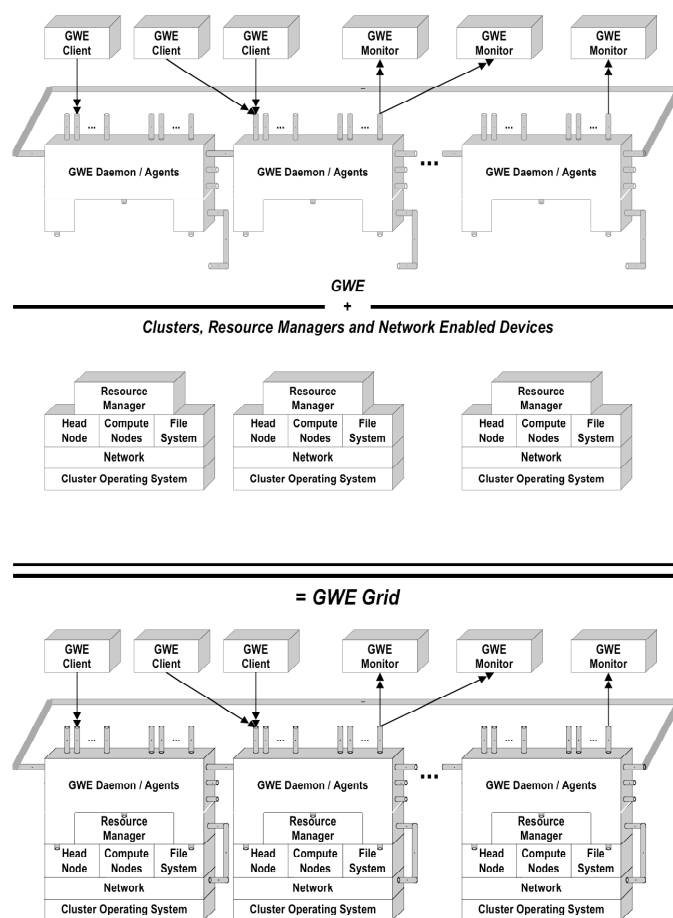 GWE Client GWE Client GWE Client GWE Monitor GWE Monitor GWE Monitor
... ... ... ... ... ...
GWE Daemon / Agents GWE Daemon / Agents ... GWE Daemon / Agents
GWE
+
Clusters, Resource Managers and Network Enabled Devices
Resource Manager Resource Manager Resource Manager
Head Node Compute Nodes File System Head Node Compute Nodes File System Head Node Compute Nodes File System
Network Network Network
Cluster Operating System Cluster Operating System Cluster Operating System
= GWE Grid
GWE Client GWE Client GWE Client GWE Monitor GWE Monitor GWE Monitor
... ... ... ... ... ...
GWE Daemon / Agents GWE Daemon / Agents ... GWE Daemon / Agents
Resource Manager Resource Manager Resource Manager
Head Node Compute Nodes File System Head Node Compute Nodes File System Head Node Compute Nodes File System
Network Network Network
Cluster Operating System Cluster Operating System Cluster Operating System